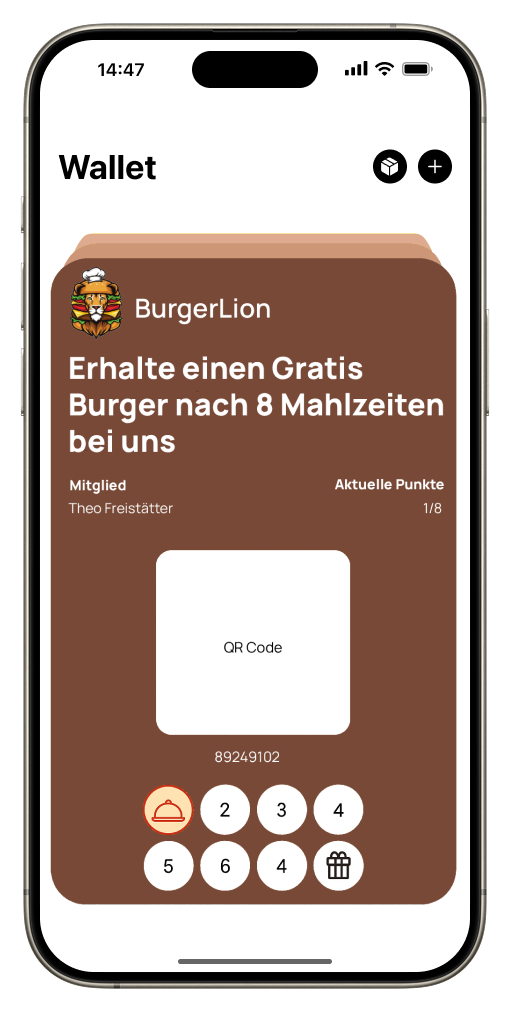 14:47
Wallet
BurgerLion
Erhalte einen Gratis
Burger nach 8 Mahlzeiten
bei uns
Mitglied Aktuelle Punkte
Theo Freistätter 1/8
QR Code
89249102
2 3 4
5 6 4